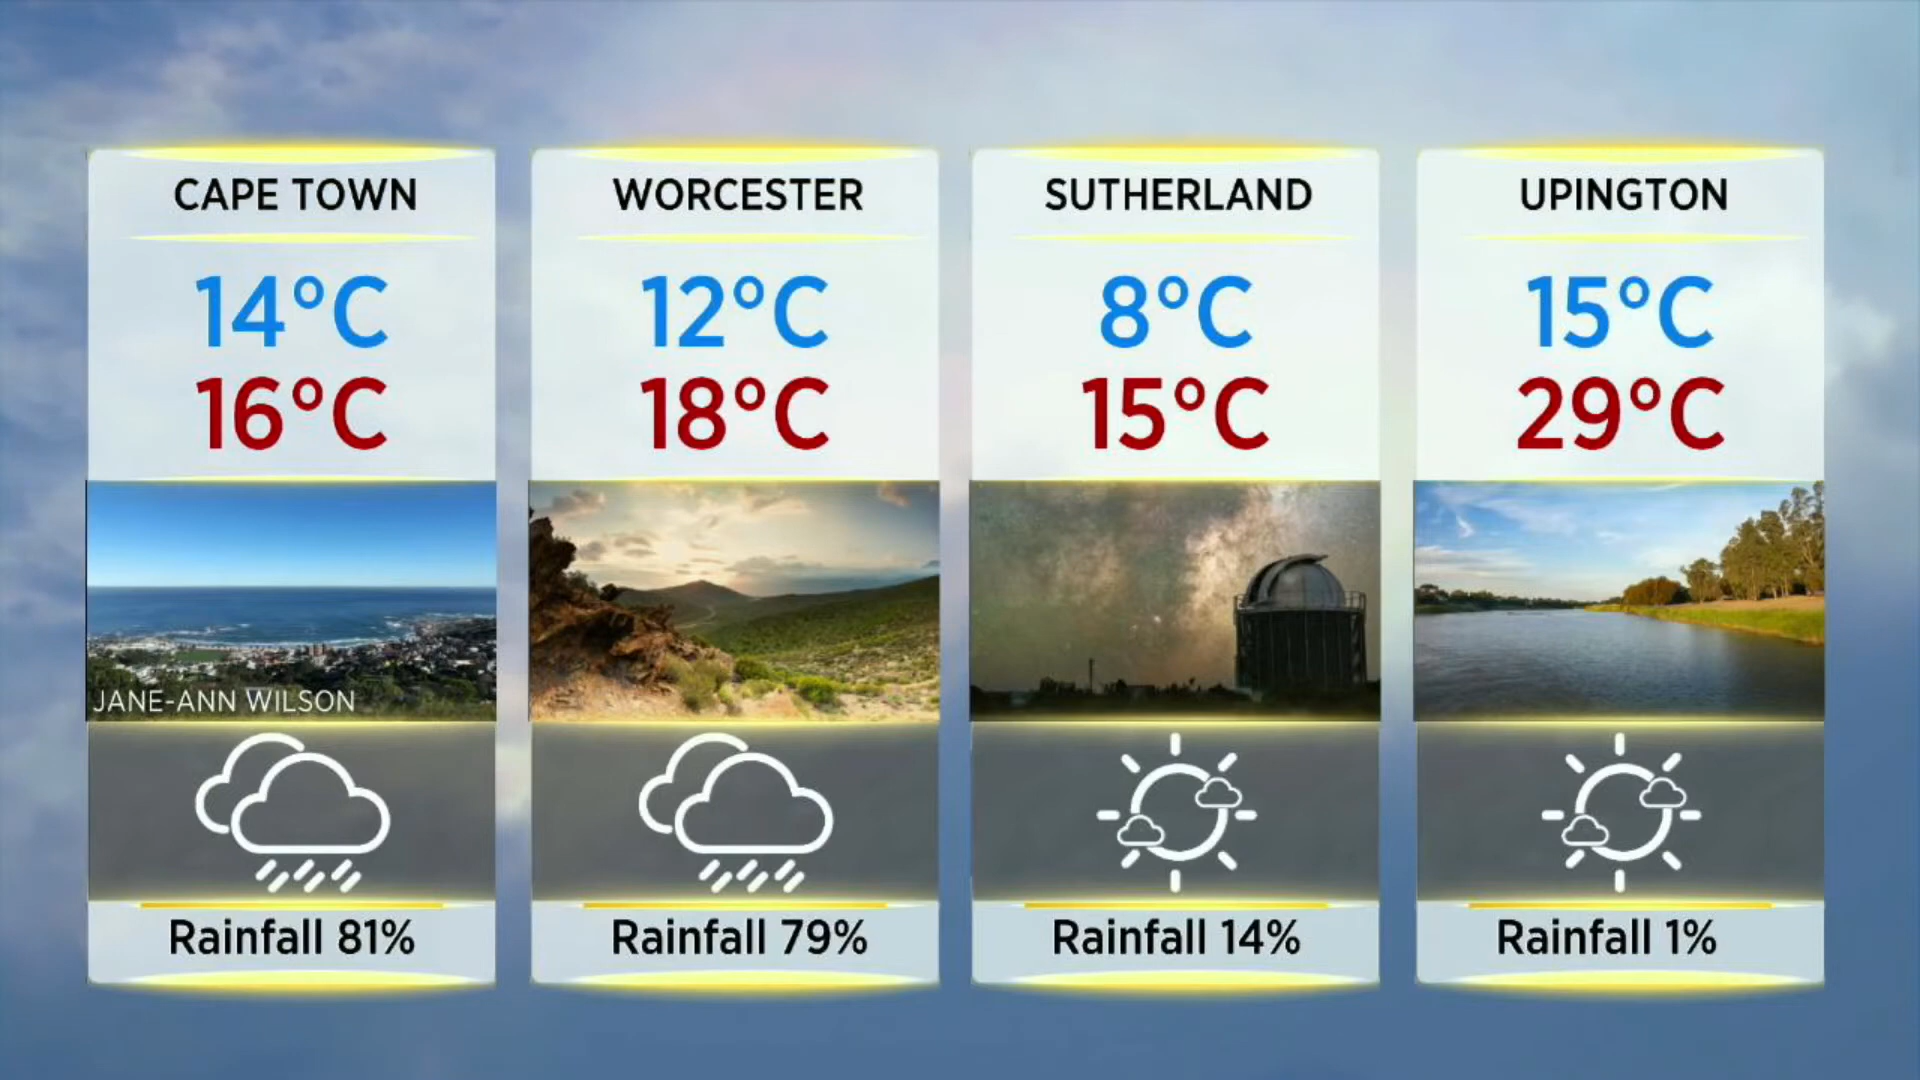 CAPE TOWN
14°C
16°C
JANE-ANN WILSON
Rainfall 81%
WORCESTER
12°C
18°C
Rainfall 79%
SUTHERLAND
8°C
15°C
Rainfall 14%
UPINGTON
15°C
29°C
Rainfall 1%